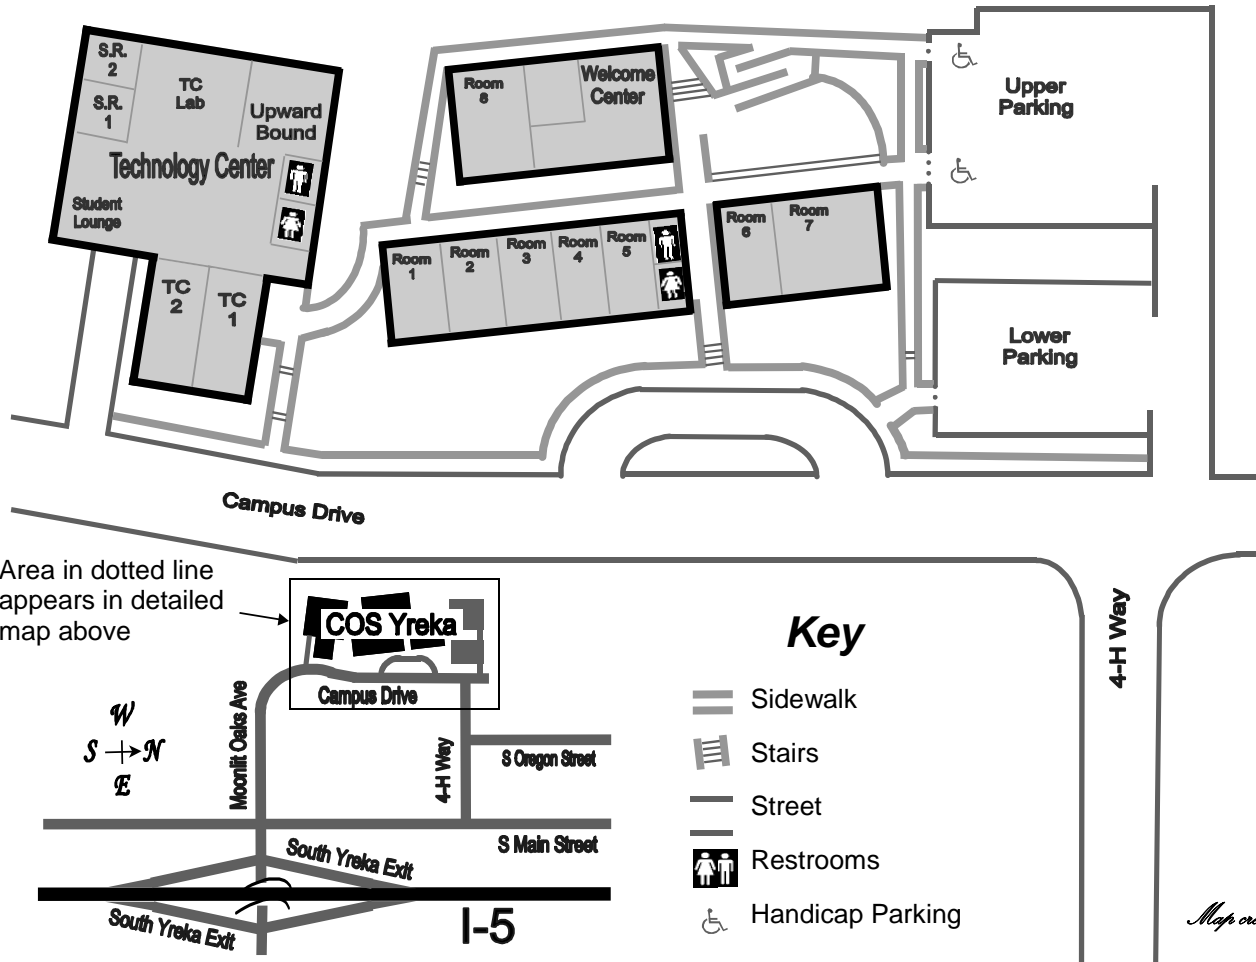 S.R.
2
TC
Lab
S.R.
1
Upward
Bound
Technology Center
Student
Lounge
TC
2
TC
1
Room
8
Welcome
Center
Room
1
Room
2
Room
3
Room
4
Room
5
Room
6
Room
7
Upper
Parking
Lower
Parking
Campus Drive
4-H Way
Area in dotted line
appears in detailed
map above
COS Yreka
Campus Drive
Moonlit Oaks Ave
4-H Way
S Oregon Street
S Main Street
South Yreka Exit
South Yreka Exit
I-5
W
S N
E
Key
Sidewalk
Stairs
Street
Restrooms
Handicap Parking
Map